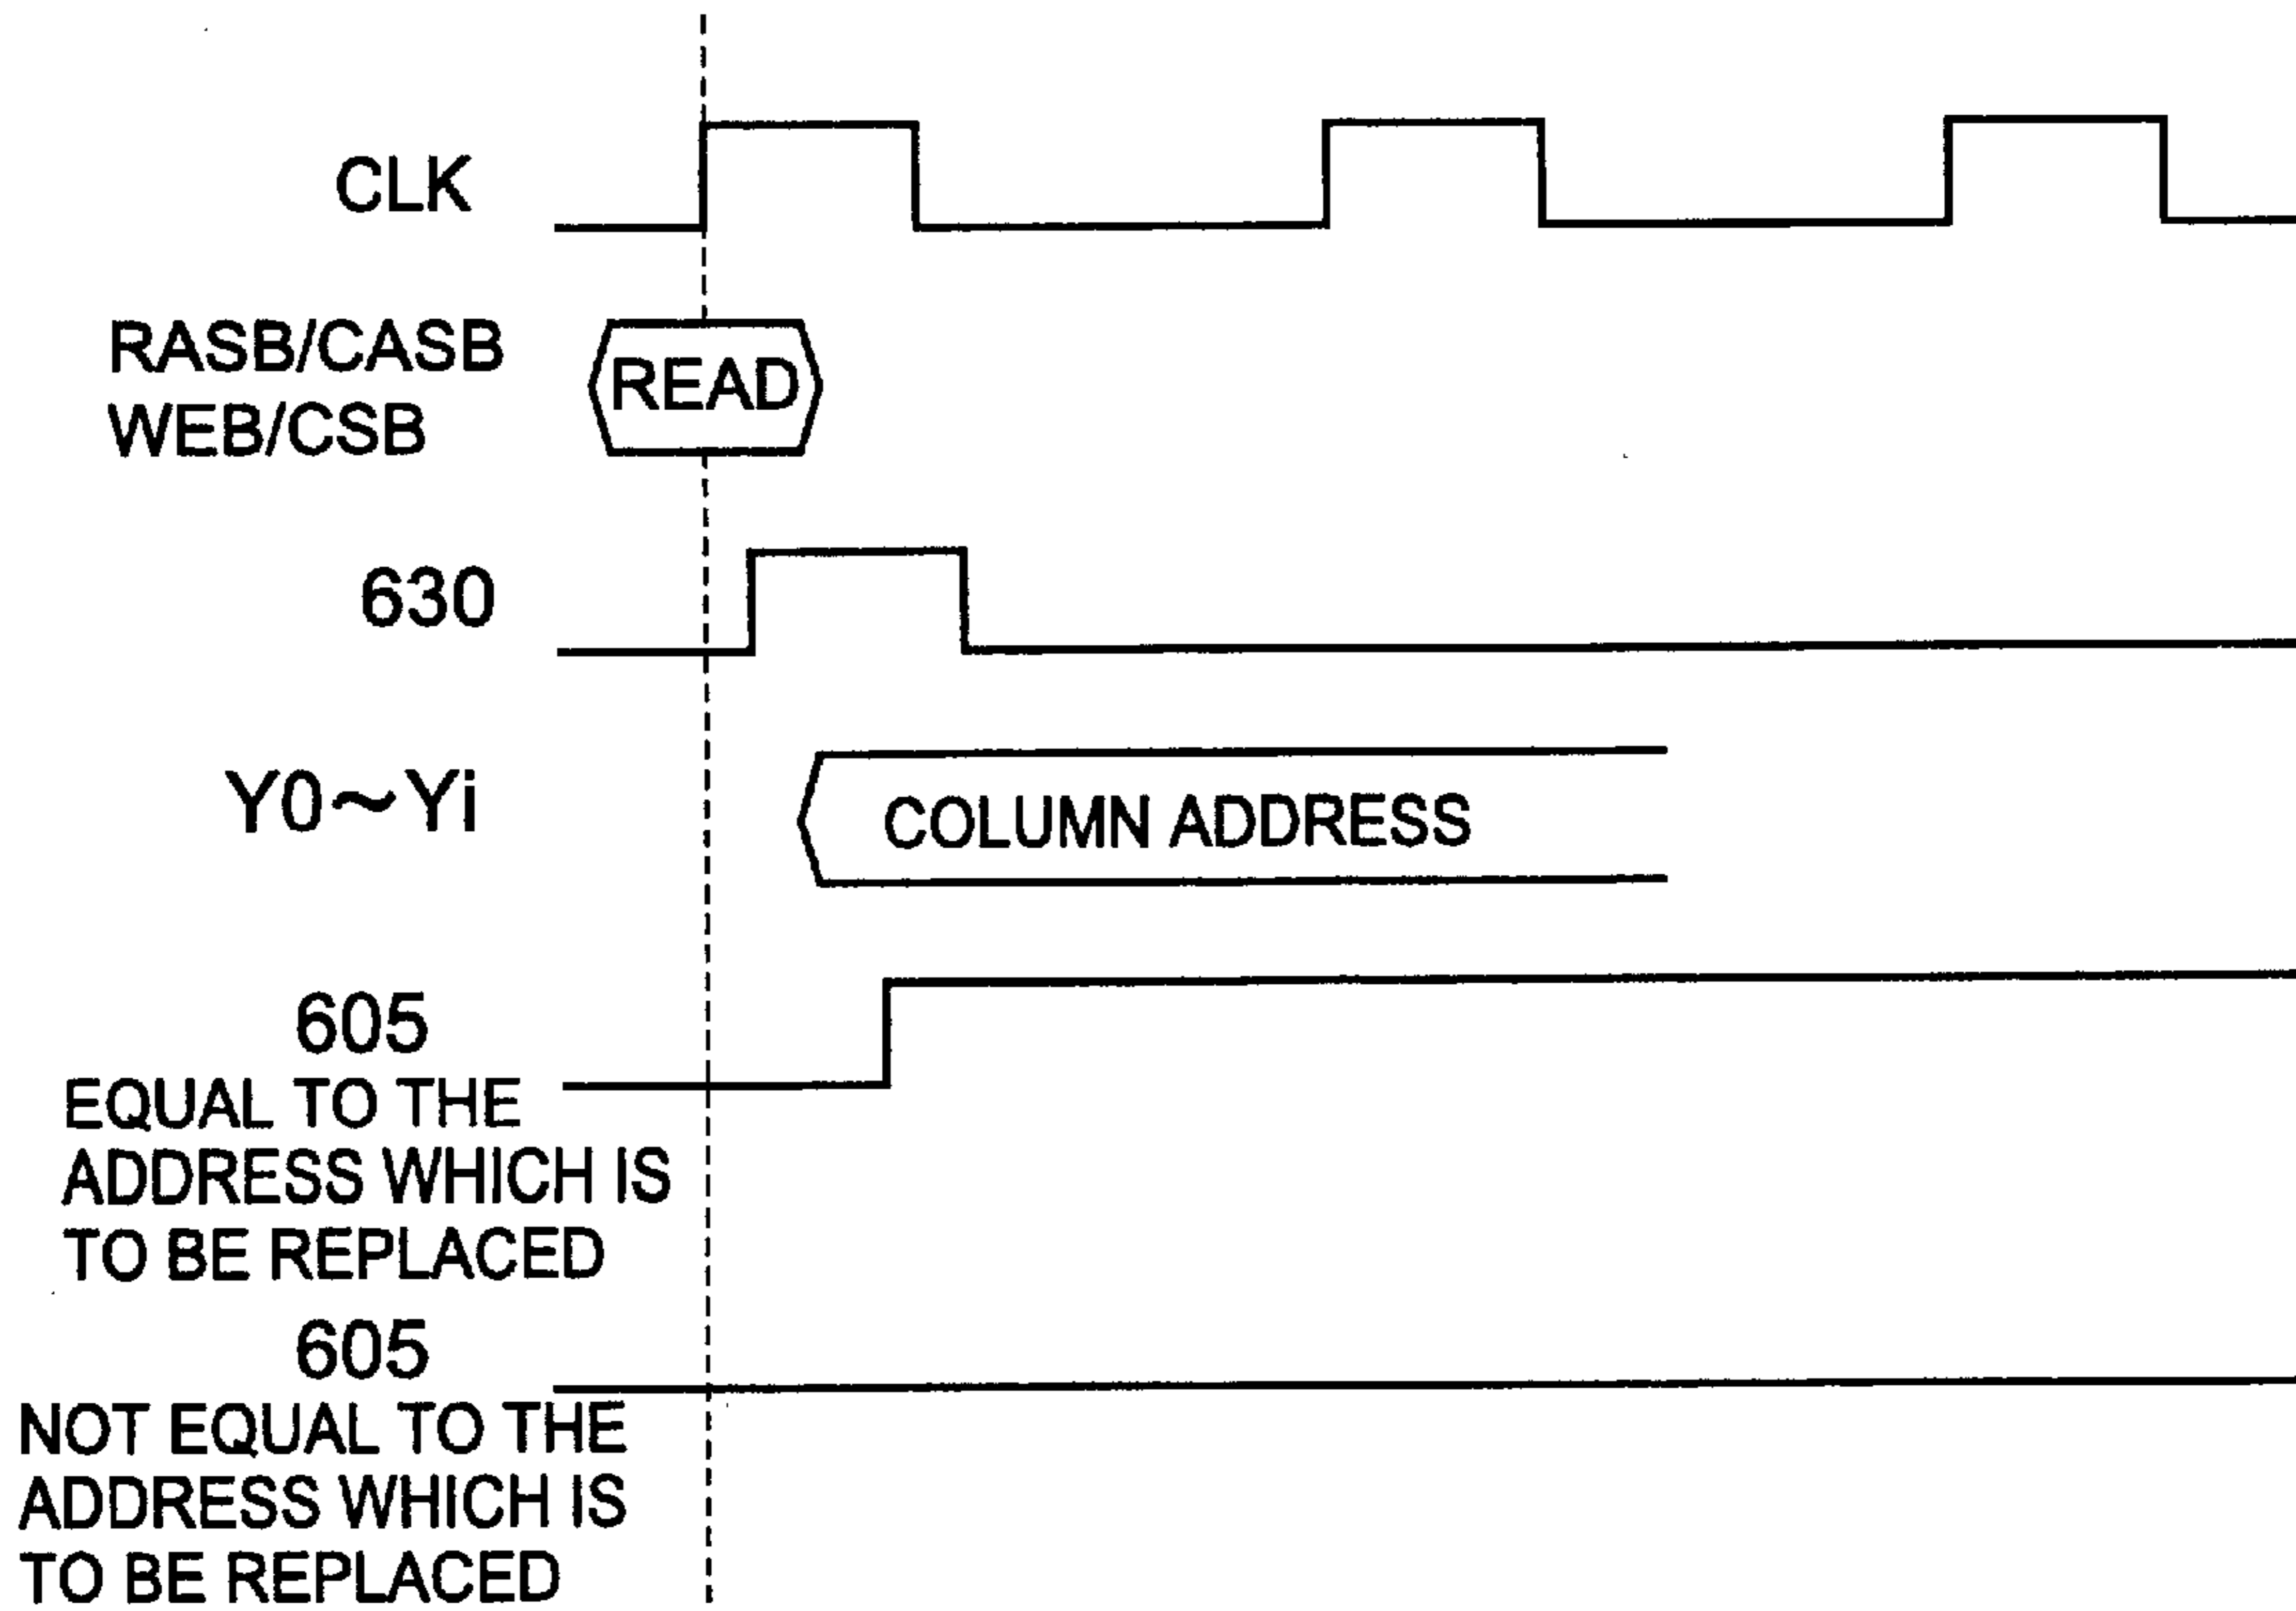 CLK
RASB/CASB
WEB/CSB
READ
630
Y0~Yi
COLUMN ADDRESS
605
EQUAL TO THE
ADDRESS WHICH IS
TO BE REPLACED
605
NOT EQUAL TO THE
ADDRESS WHICH IS
TO BE REPLACED